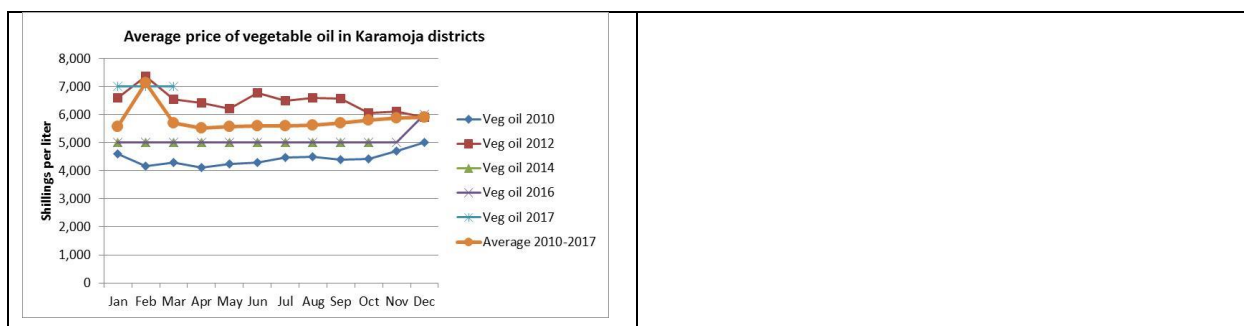 Average price of vegetable oil in Karamoja districts
8,000
7,000
6,000
5,000
4,000
3,000
2,000
1,000
0
Shillings per liter
Jan Feb Mar Apr May Jun Jul Aug Sep Oct Nov Dec
Veg oil 2010
Veg oil 2012
Veg oil 2014
Veg oil 2016
Veg oil 2017
Average 2010-2017